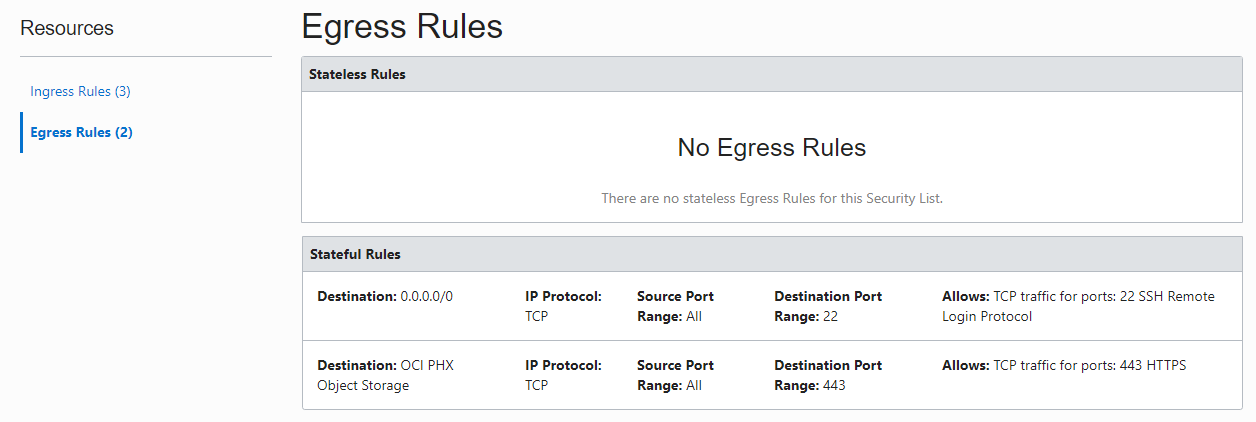 Resources
Ingress Rules (3)
Egress Rules (2)
Egress Rules
Stateless Rules
No Egress Rules
There are no stateless Egress Rules for this Security List.
Stateful Rules
Destination: 0.0.0.0/0
IP Protocol:
TCP
Source Port
Range: All
Destination Port
Range: 22
Allows: TCP traffic for ports: 22 SSH Remote
Login Protocol
Destination: OCI PHX
Object Storage
IP Protocol:
TCP
Source Port
Range: All
Destination Port
Range: 443
Allows: TCP traffic for ports: 443 HTTPS